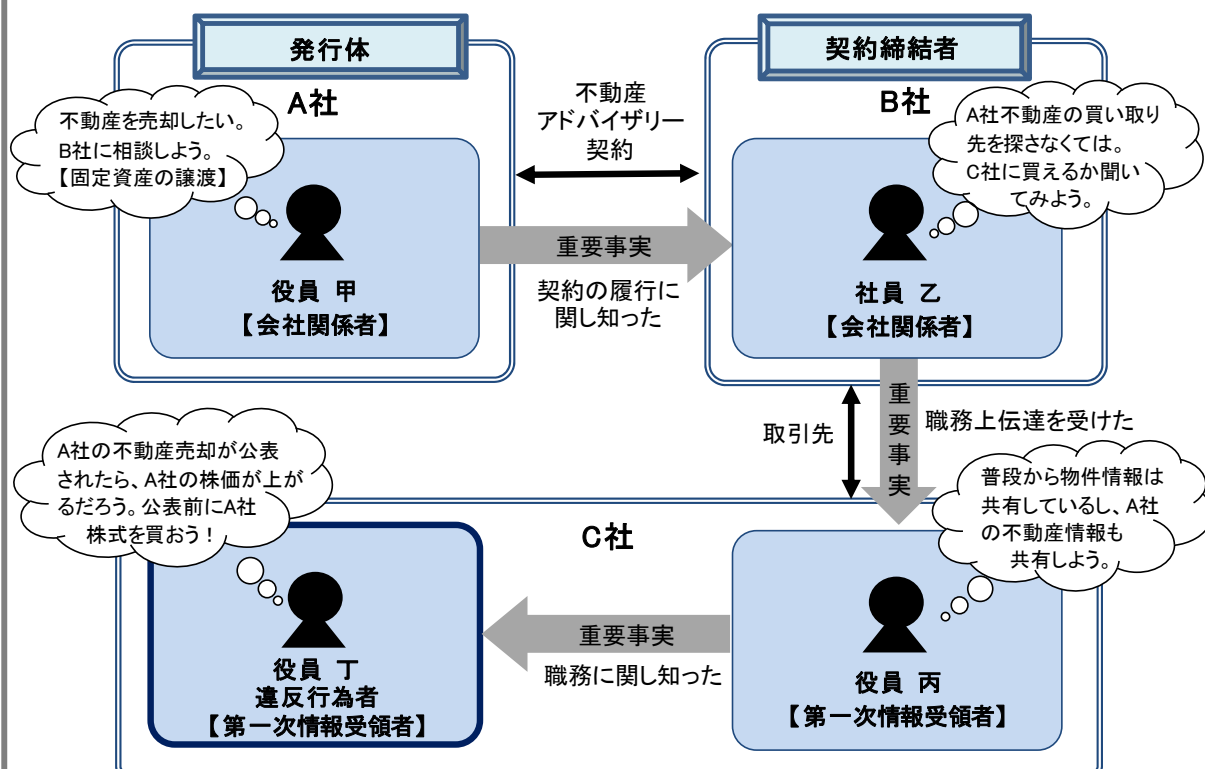 発行体
契約締結者
A社
B社
不動産を売却したい。
B社に相談しよう。
【固定資産の譲渡】
不動産
アドバイザリー
契約
A社不動産の買い取り
先を探さなくては。
C社に買えるか聞い
てみよう。
重要事実
契約の履行に
関し知った
役員 甲
【会社関係者】
社員 乙
【会社関係者】
取引先
重要事実
職務上伝達を受けた
A社の不動産売却が公表
されたら、A社の株価が上が
るだろう。公表前にA社
株式を買おう！
C社
普段から物件情報は
共有しているし、A社
の不動産情報も
共有しよう。
重要事実
職務に関し知った
役員 丁
違反行為者
【第一次情報受領者】
役員 丙
【第一次情報受領者】